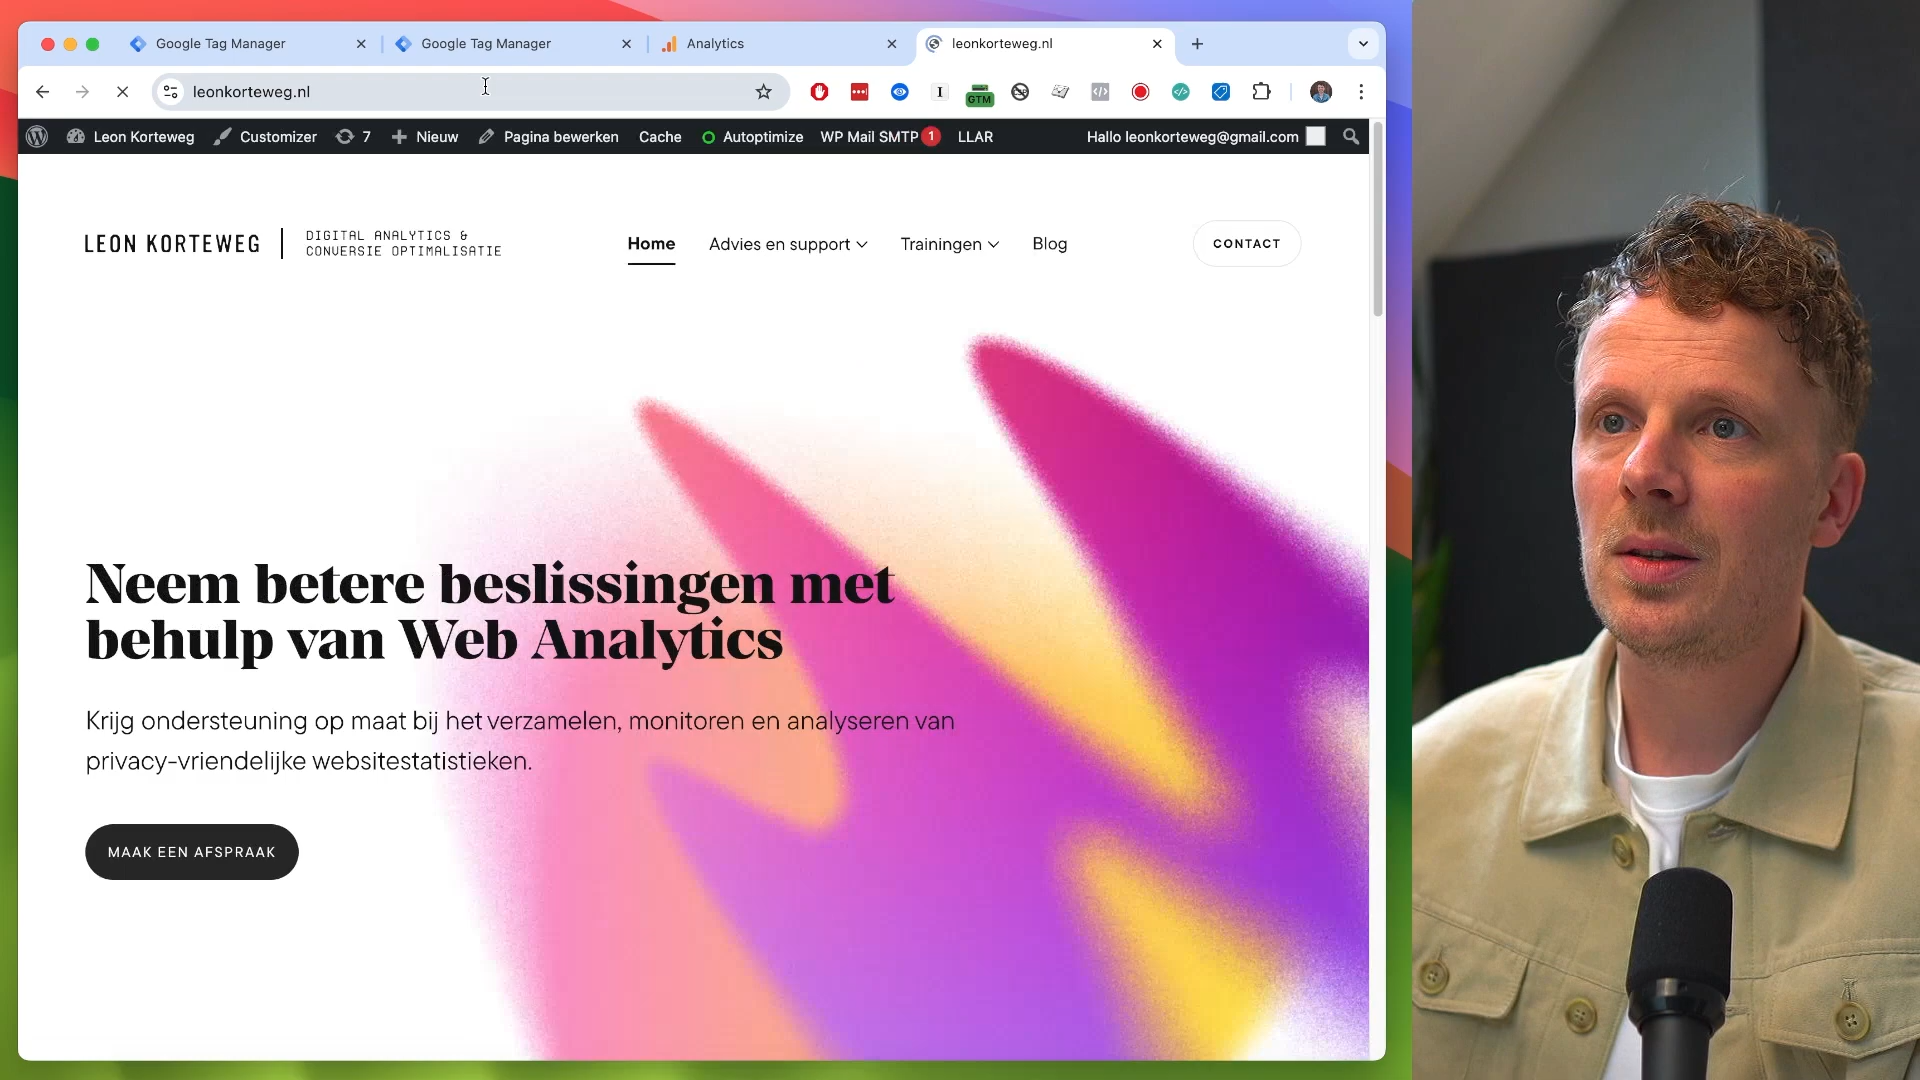 Google Tag Manager
Google Tag Manager
Analytics
leonkorteweg.nl
leonkorteweg.nl
GTM
Leon Korteweg
Customizer
7
Nieuw
Pagina bewerken
Cache
Autoptimize
WP Mail SMTP 1
LLAR
Hallo leonkorteweg@gmail.com
LEON KORTEWEG
DIGITAL ANALYTICS &
CONVERSIE OPTIMALISATIE
Home
Advies en support
Trainingen
Blog
CONTACT
Neem betere beslissingen met
behulp van Web Analytics
Krijg ondersteuning op maat bij het verzamelen, monitoren en analyseren van
privacy-vriendelijke websitestatistieken.
MAAK EEN AFSPRAAK